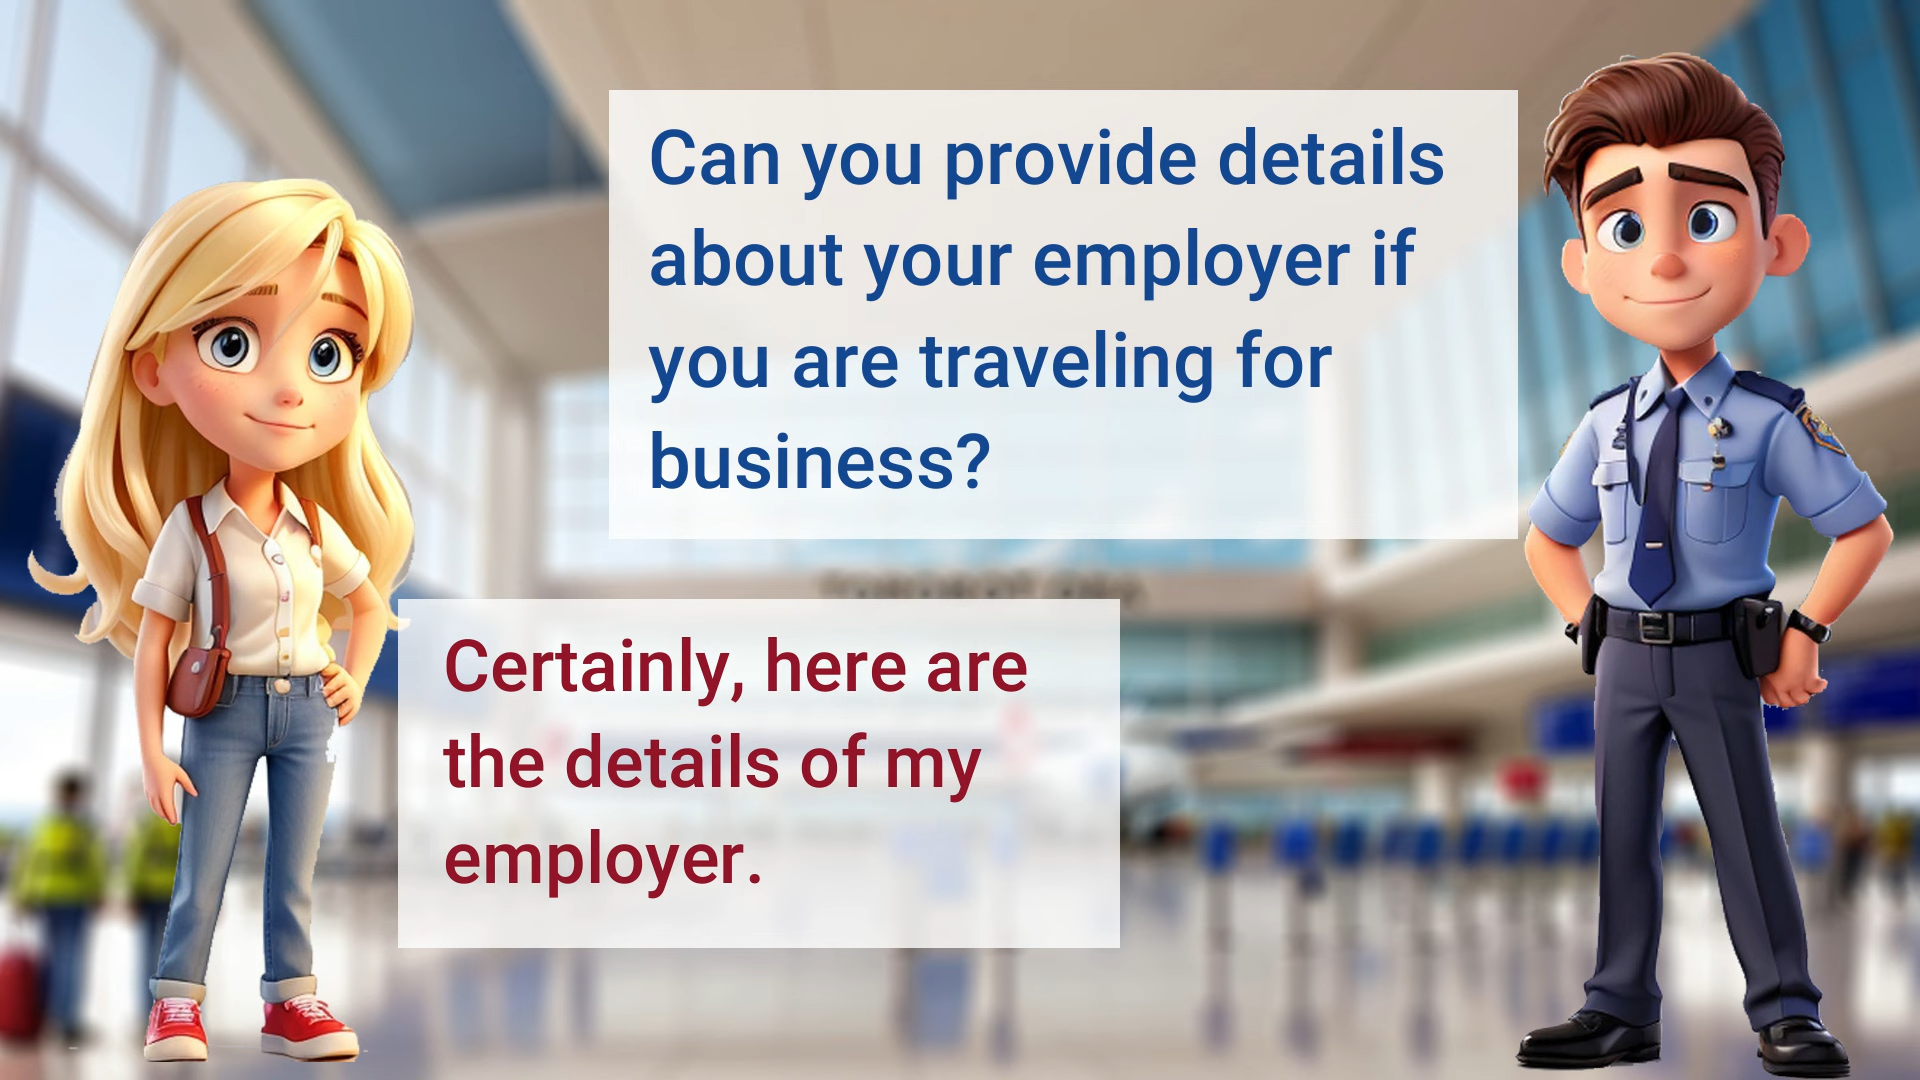 Can you provide details
about your employer if
you are traveling for
business?
Certainly, here are
the details of my
employer.